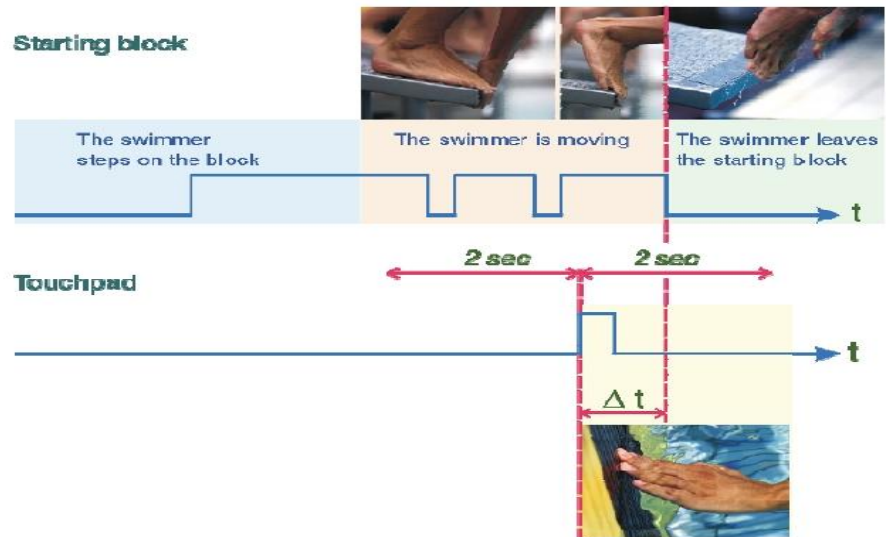 Starting block
The swimmer
steps on the block
The swimmer is moving
The swimmer leaves
the starting block
t
2 sec
2 sec
Touchpad
t
Δ t